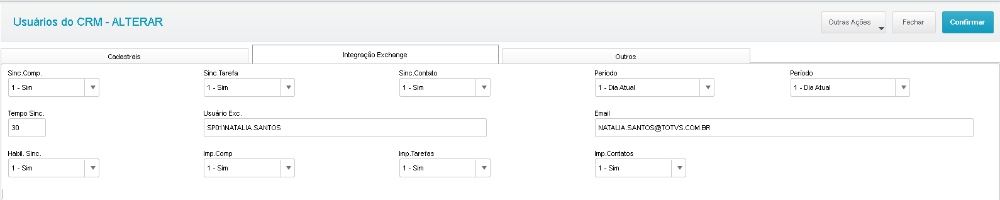 Usuários do CRM - ALTERAR
Outras Ações
Fechar
Confirmar
Cadastrais
Integração Exchange
Outros
Sinc.Comp.
Sinc.Tarefa
Sinc.Contato
Período
Período
1 - Sim
1 - Sim
1 - Sim
1 - Dia Atual
1 - Dia Atual
Tempo Sinc.
Usuário Exc.
Email
30
SP01\NATALIA.SANTOS
NATALIA.SANTOS@TOTVS.COM.BR
Habil. Sinc.
Imp.Comp
Imp.Tarefas
Imp.Contatos
1 - Sim
1 - Sim
1 - Sim
1 - Sim